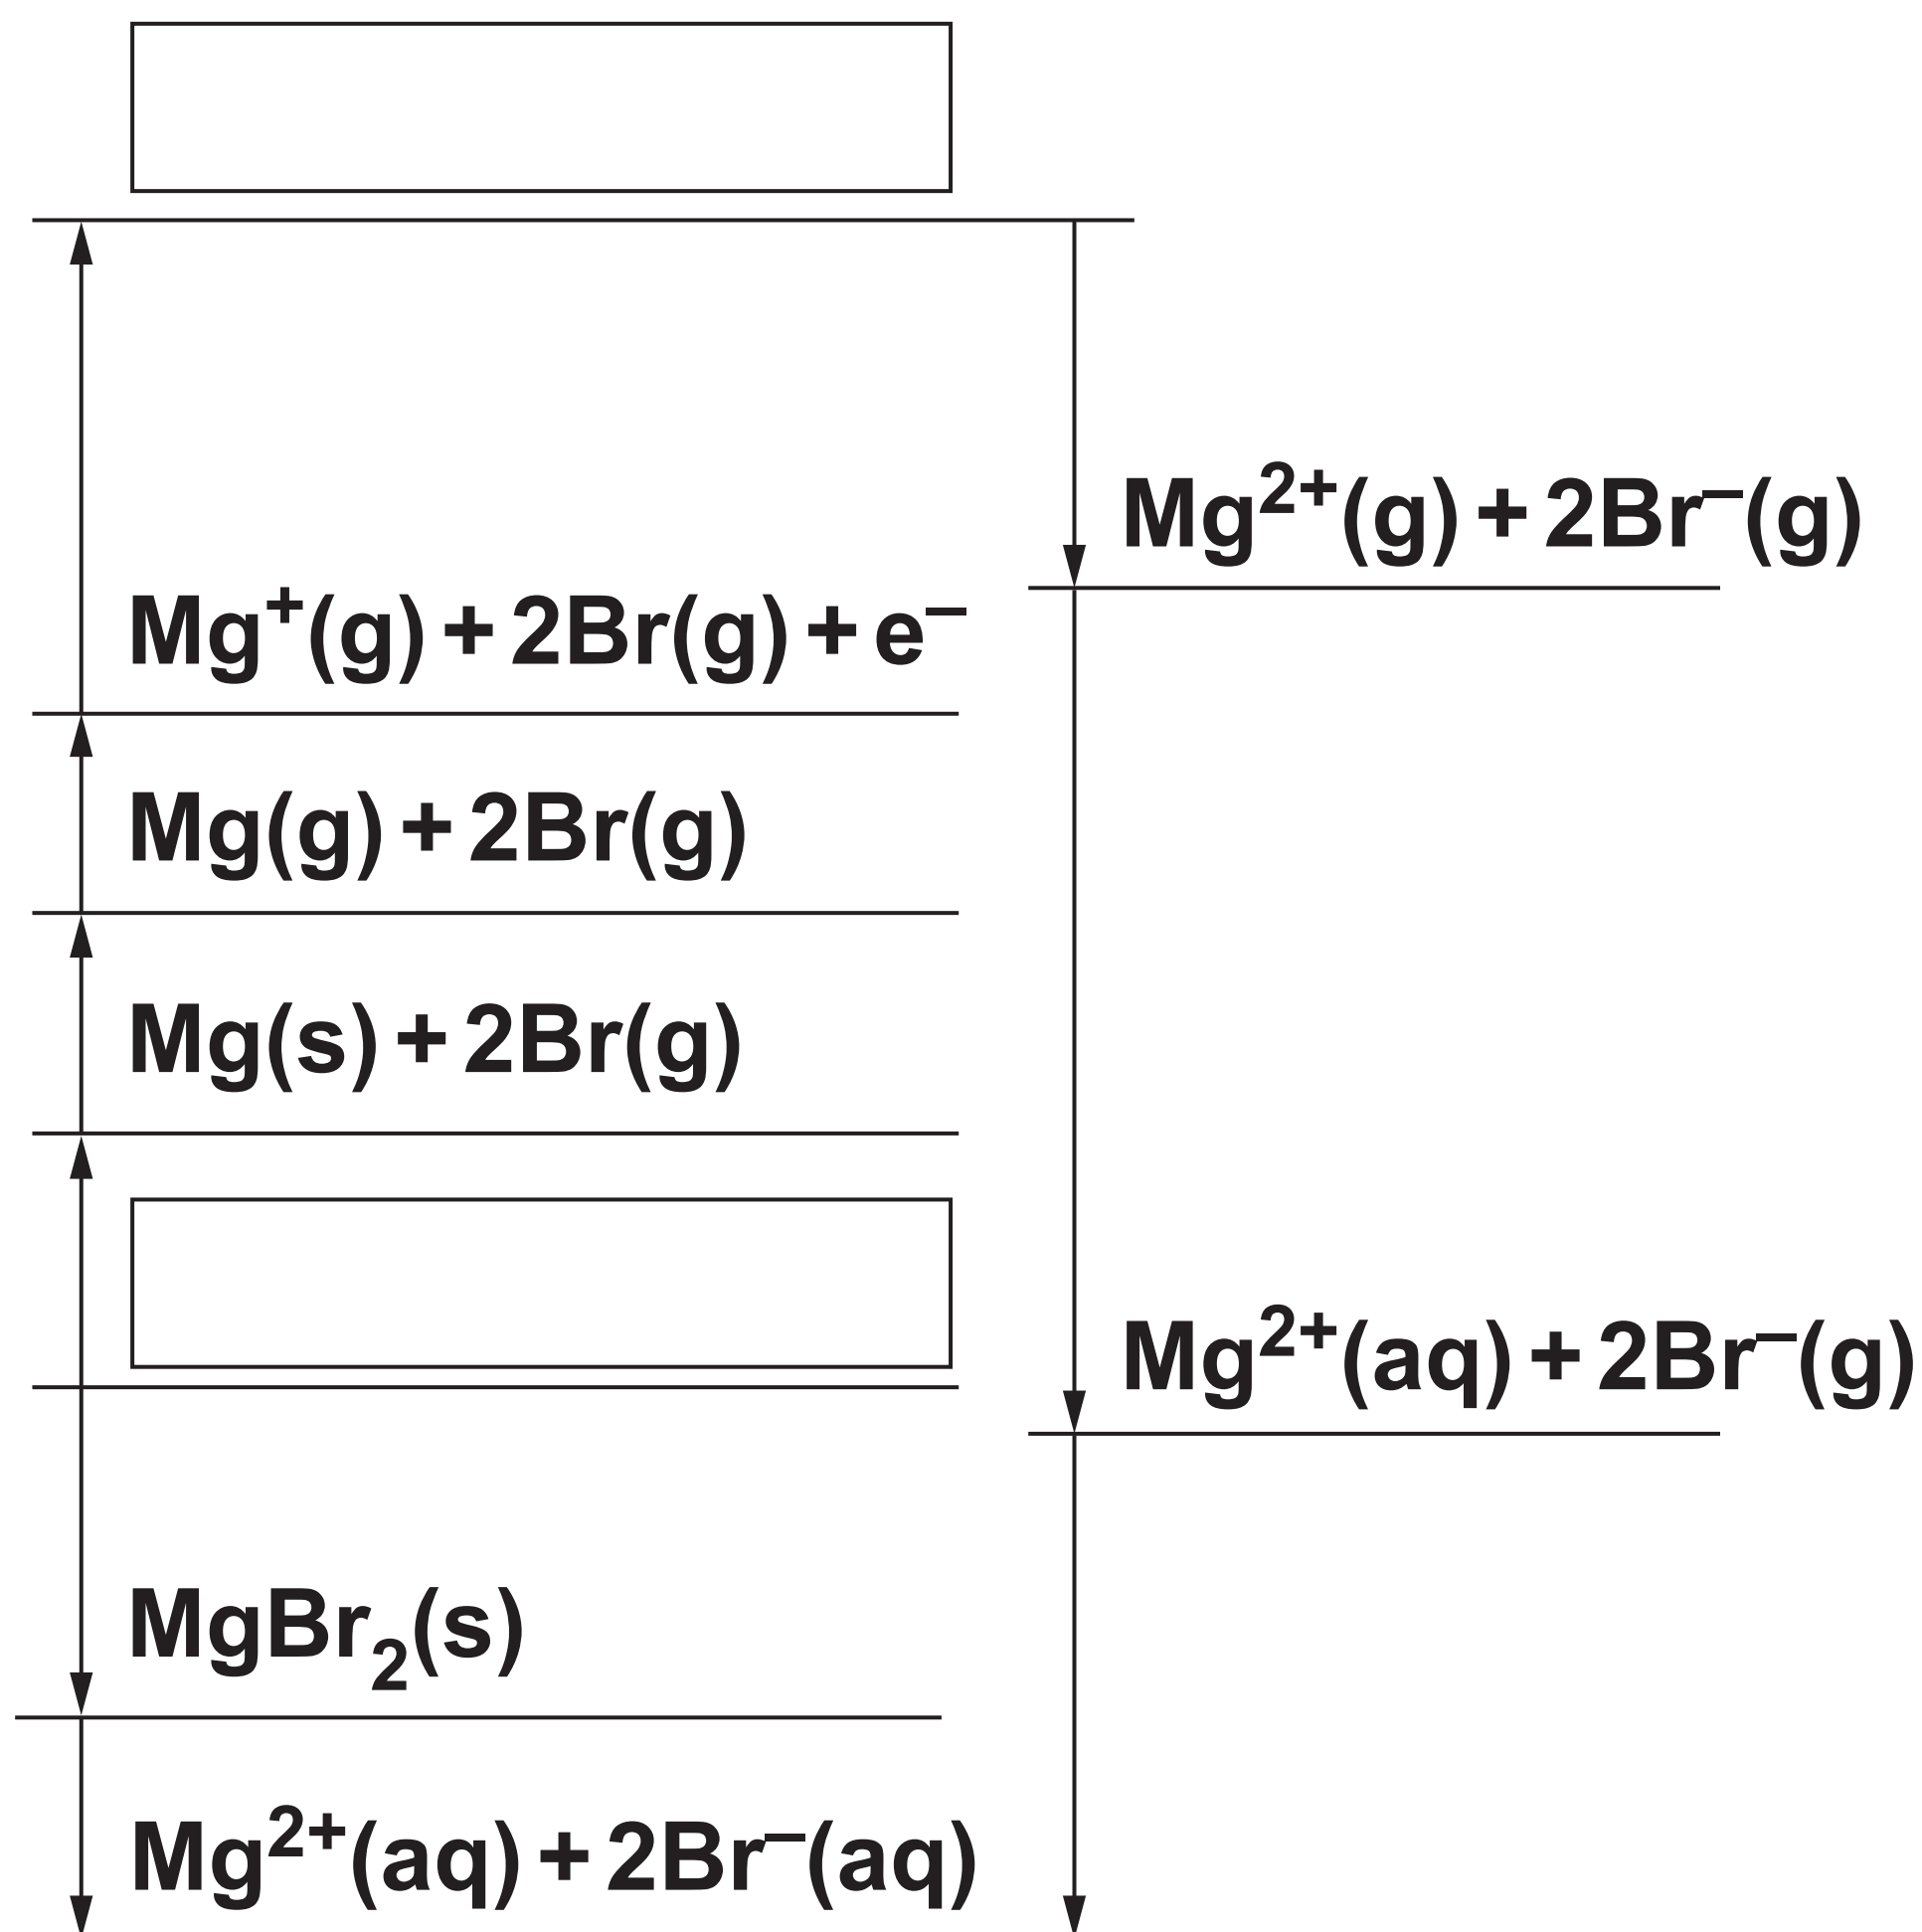 Mg²⁺(g) + 2Br⁻(g)
Mg⁺(g) + 2Br(g) + e⁻
Mg(g) + 2Br(g)
Mg(s) + 2Br(g)
Mg²⁺(aq) + 2Br⁻(g)
MgBr₂(s)
Mg²⁺(aq) + 2Br⁻(aq)